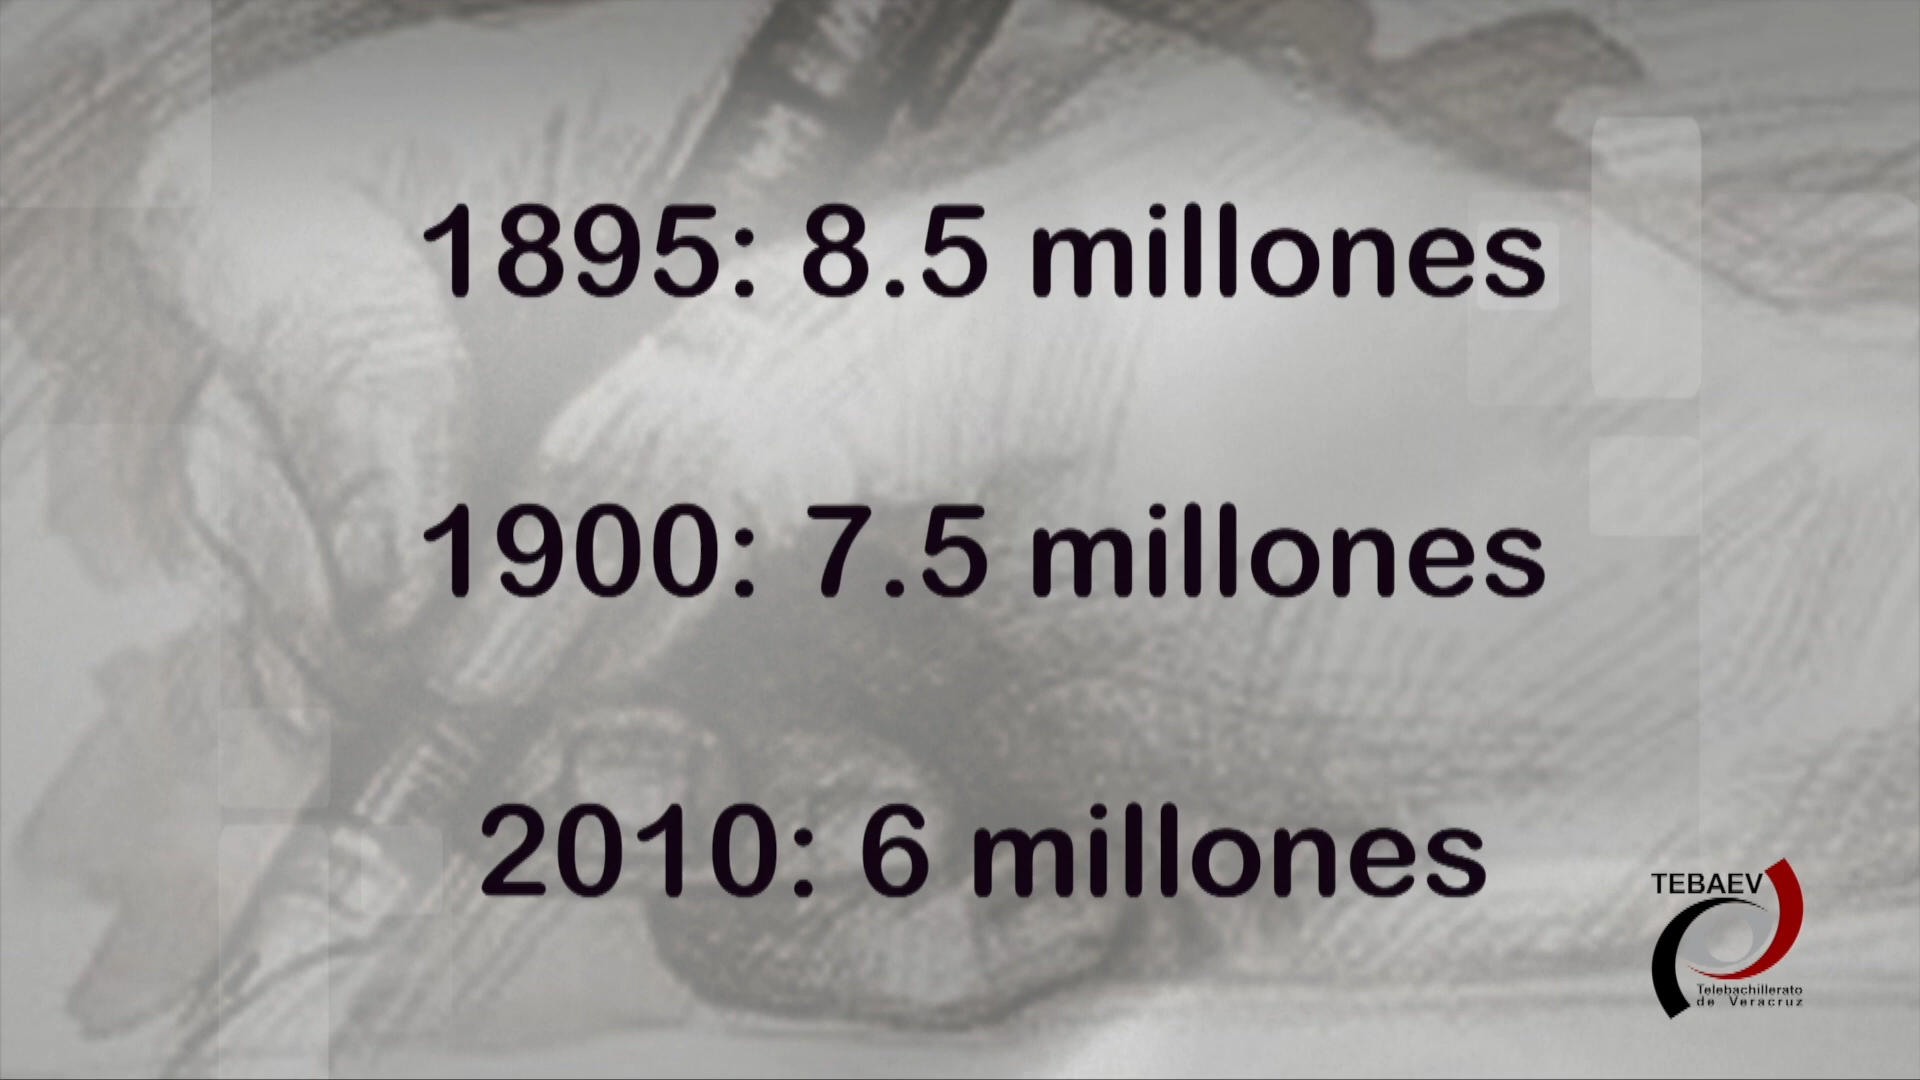 1895: 8.5 millones
1900: 7.5 millones
2010: 6 millones
TEBAEV
Telebachillerato
de Veracruz